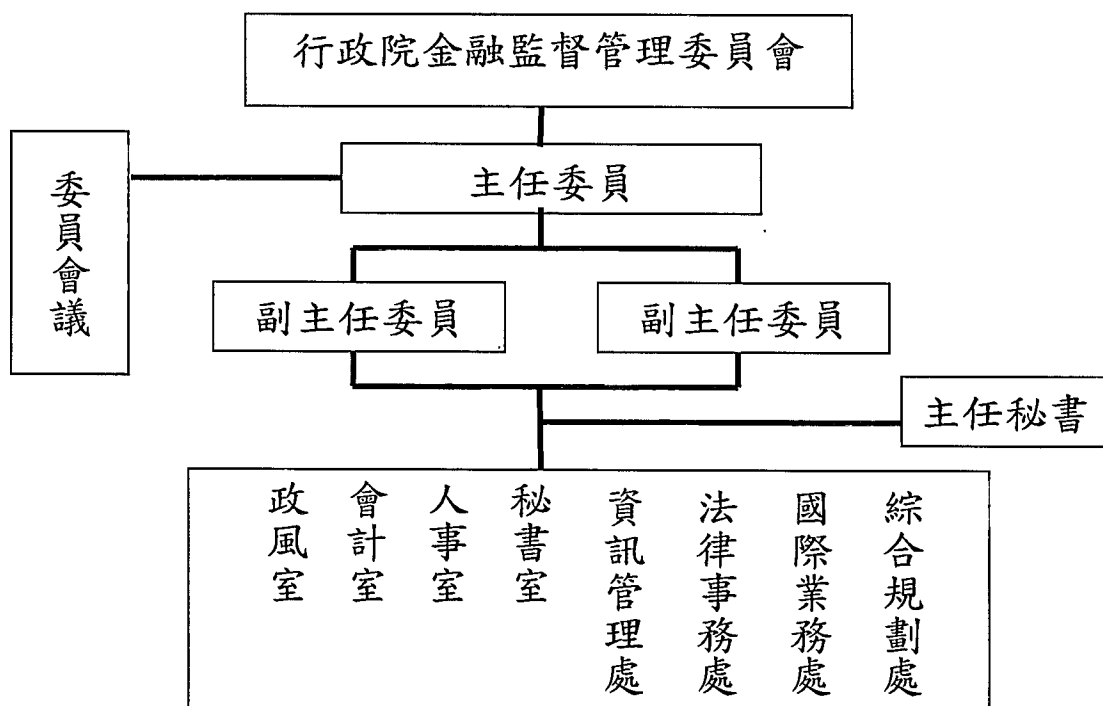 行政院金融監督管理委員會
主任委員
委員會議
副主任委員
副主任委員
主任秘書
綜合規劃處
國際業務處
法律事務處
資訊管理處
秘書室
人事室
會計室
政風室